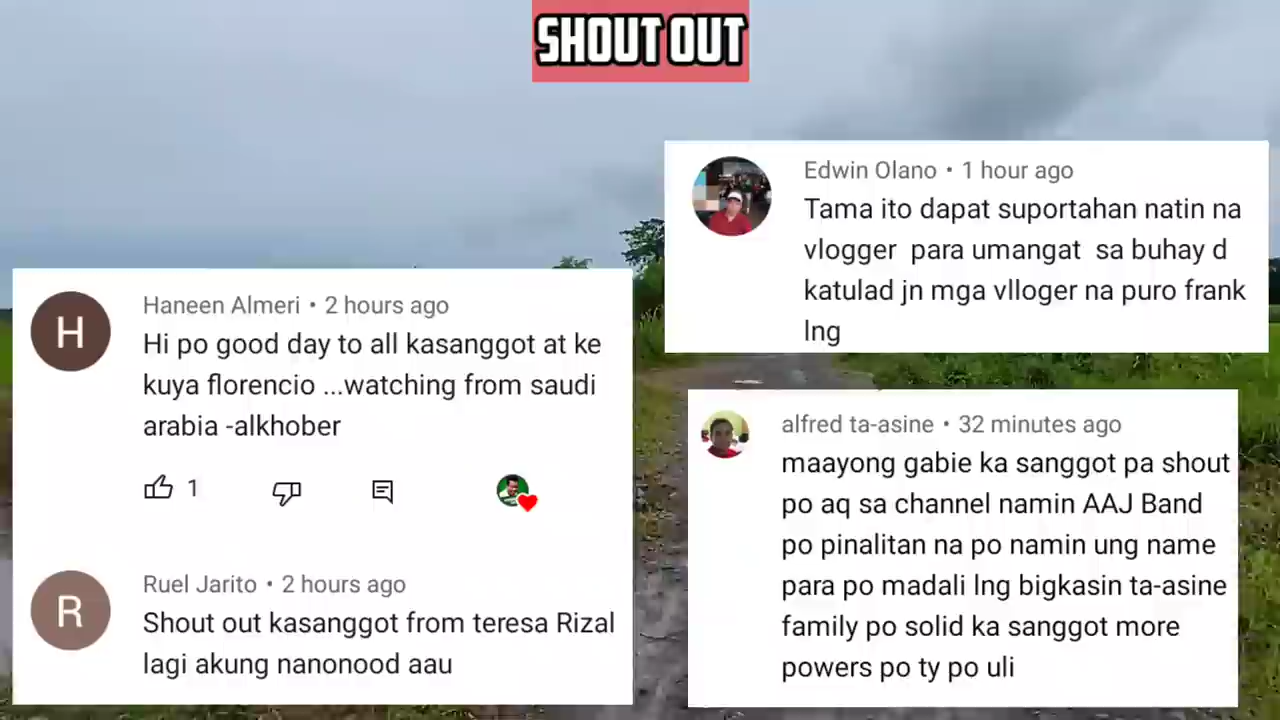 SHOUT OUT
Haneen Almeri • 2 hours ago
Hi po good day to all kasanggot at ke
kuya florencio ...watching from saudi
arabia -alkhober
1
Ruel Jarito • 2 hours ago
Shout out kasanggot from teresa Rizal
lagi akung nanonood aau
Edwin Olano • 1 hour ago
Tama ito dapat suportahan natin na
vlogger para umangat sa buhay d
katulad jn mga vlloger na puro frank
lng
alfred ta-asine • 32 minutes ago
maayong gabie ka sanggot pa shout
po aq sa channel namin AAJ Band
po pinalitan na po namin ung name
para po madali lng bigkasin ta-asine
family po solid ka sanggot more
powers po ty po uli
H
R